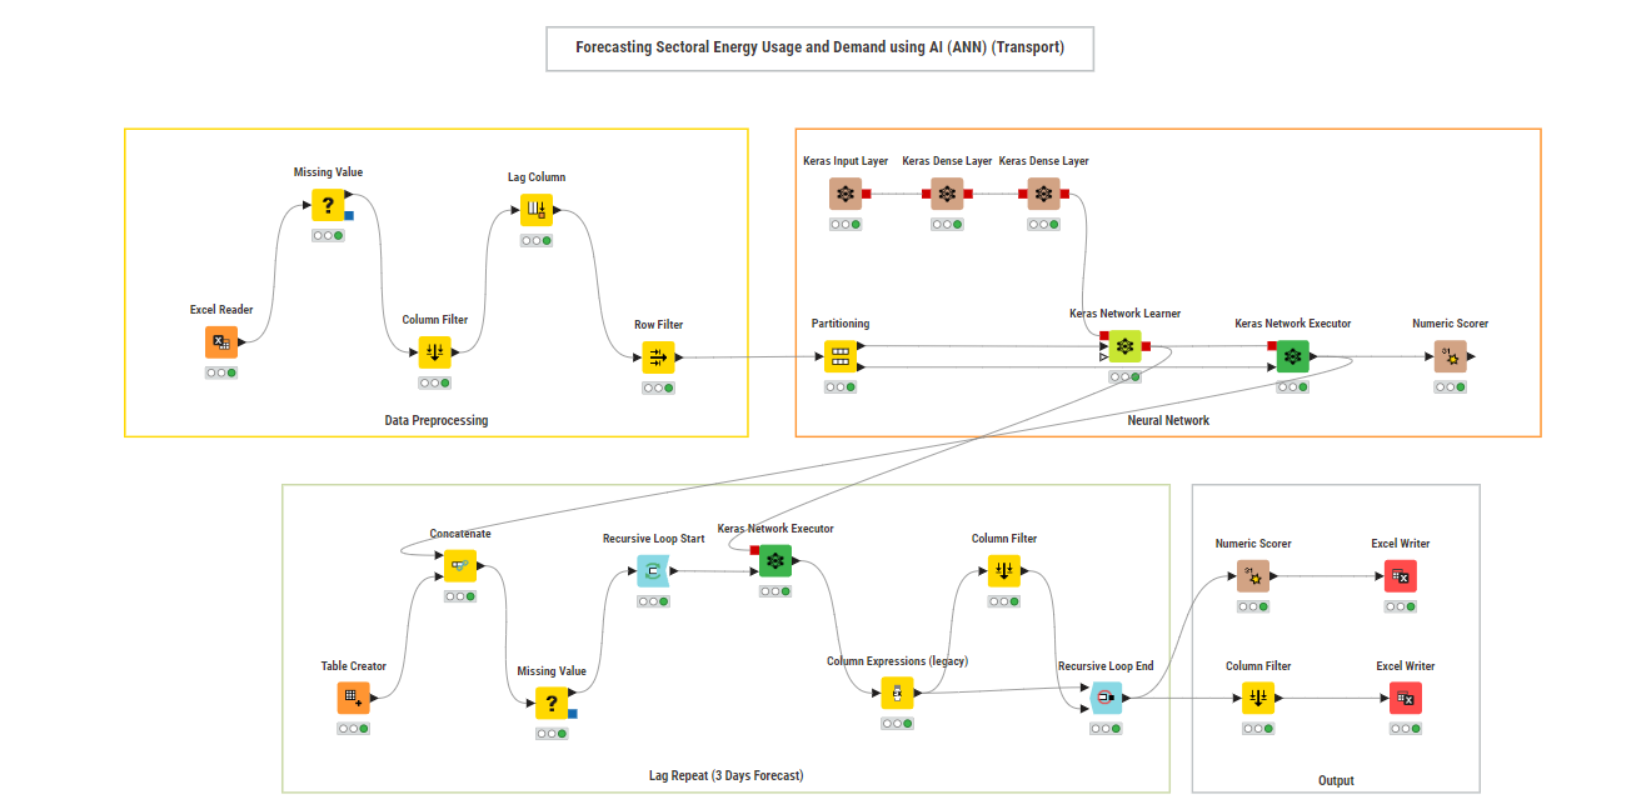 Forecasting Sectoral Energy Usage and Demand using AI (ANN) (Transport)
Missing Value
Lag Column
Excel Reader
Column Filter
Row Filter
Data Preprocessing
Keras Input Layer
Keras Dense Layer
Keras Dense Layer
Partitioning
Keras Network Learner
Keras Network Executor
Numeric Scorer
Neural Network
Concatenate
Recursive Loop Start
Keras Network Executor
Column Filter
Table Creator
Missing Value
Column Expressions (legacy)
Recursive Loop End
Lag Repeat (3 Days Forecast)
Numeric Scorer
Excel Writer
Column Filter
Excel Writer
Output